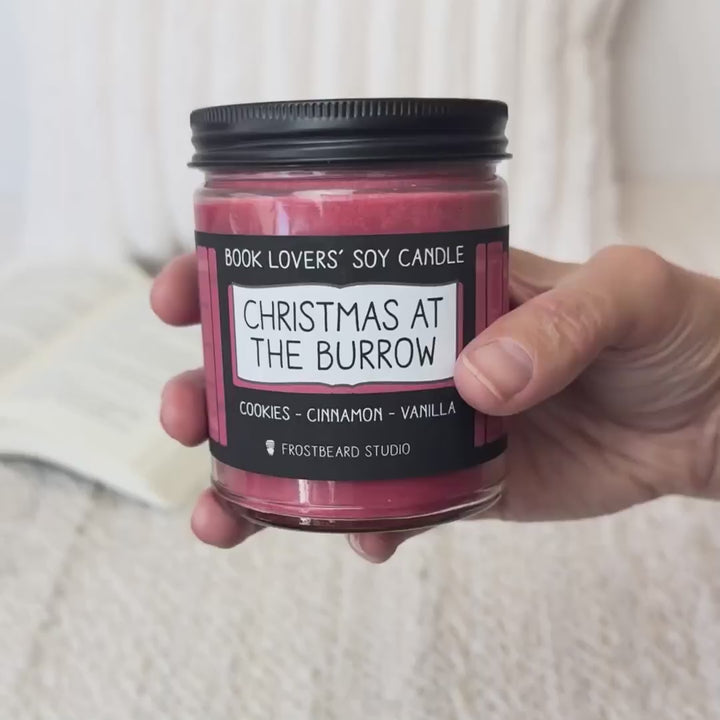 BOOK LOVERS' SOY CANDLE
CHRISTMAS AT
THE BURROW
COOKIES - CINNAMON - VANILLA
FROSTBEARD STUDIO